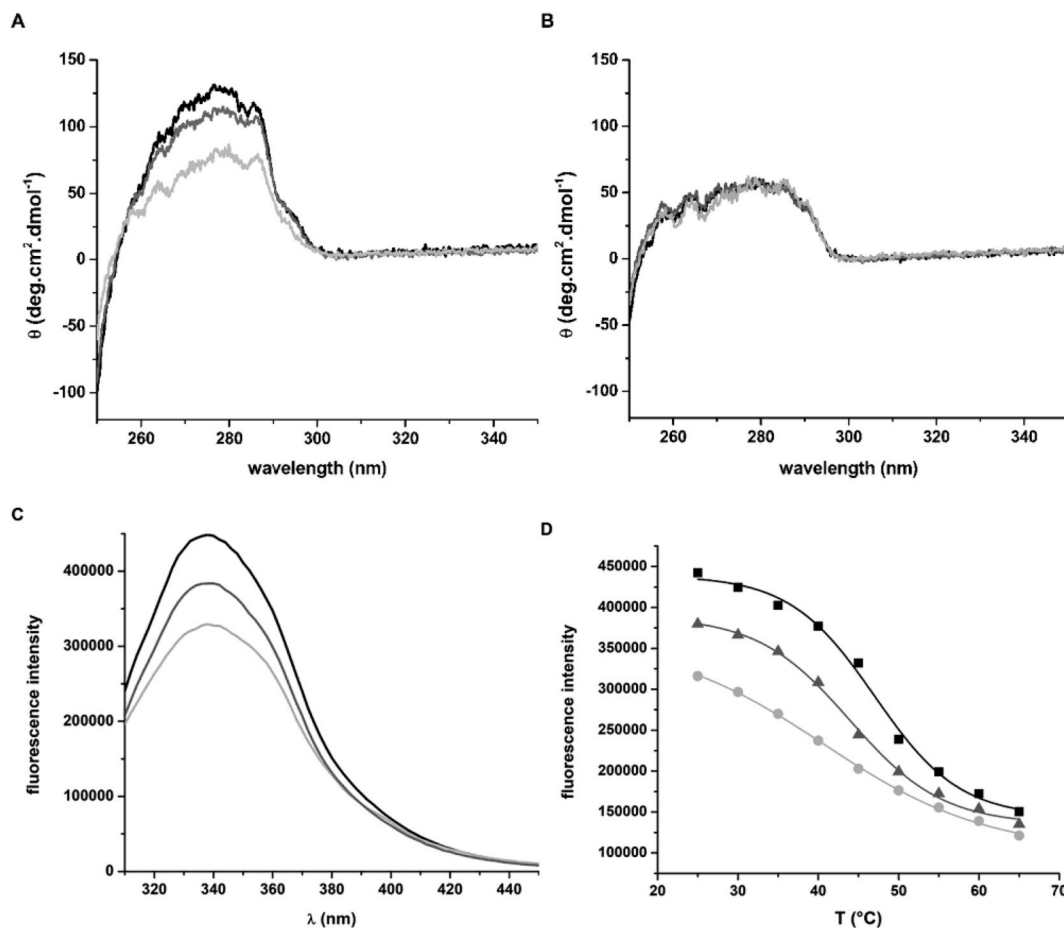 A
B
150
100
50
0
-50
-100
θ (deg.cm².dmol⁻¹)
260 280 300 320 340
wavelength (nm)
150
100
50
0
-50
-100
θ (deg.cm².dmol⁻¹)
260 280 300 320 340
wavelength (nm)
C
D
400000
300000
200000
100000
0
fluorescence intensity
320 340 360 380 400 420 440
λ (nm)
450000
400000
350000
300000
250000
200000
150000
100000
fluorescence intensity
20 30 40 50 60 70
T (°C)